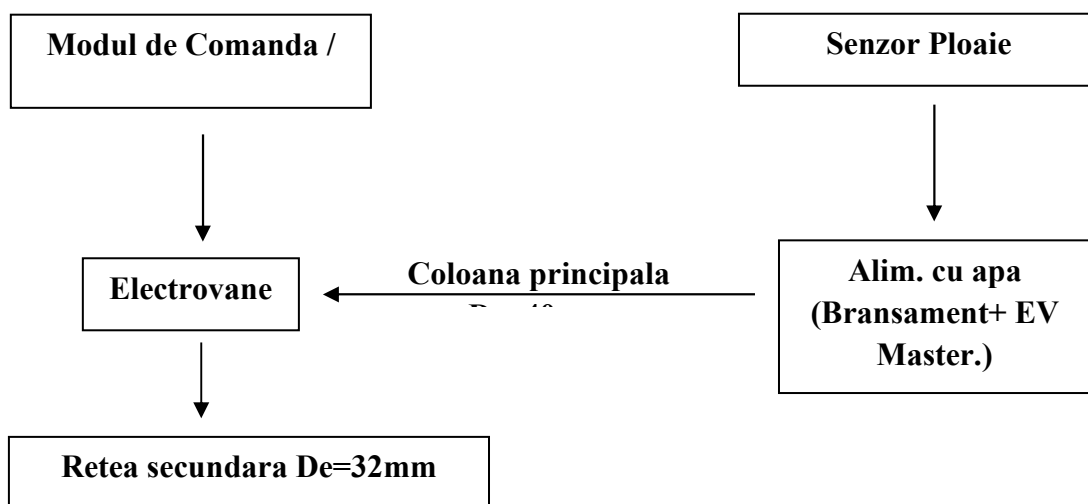 Modul de Comanda /
Senzor Ploaie
Electrovane
Coloana principala
Alim. cu apa
(Bransament+ EV
Master.)
Retea secundara De=32mm